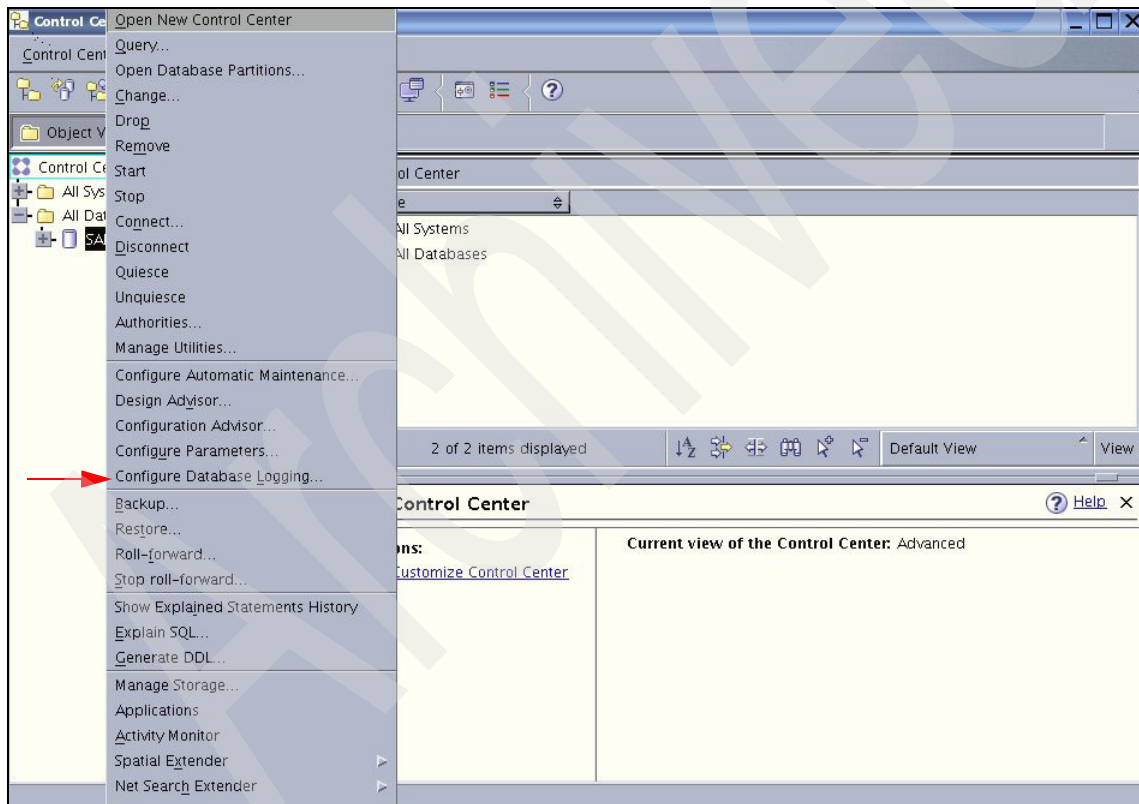 Control Ce
Open New Control Center
Control Cent
Query...
Open Database Partitions...
Change...
Drop
Object V
Remove
Control Ce
Start
ol Center
All Sys
Stop
e
All Dat
Connect...
All Systems
SA
Disconnect
All Databases
Quiesce
Unquiesce
Authorities...
Manage Utilities...
Configure Automatic Maintenance...
Design Advisor...
Configuration Advisor...
Configure Parameters...
2 of 2 items displayed
Default View
View
Configure Database Logging...
Backup...
Control Center
Help
Restore...
Roll-forward...
ons:
Current view of the Control Center: Advanced
Stop roll-forward...
Customize Control Center
Show Explained Statements History
Explain SQL...
Generate DDL...
Manage Storage...
Applications
Activity Monitor
Spatial Extender
Net Search Extender